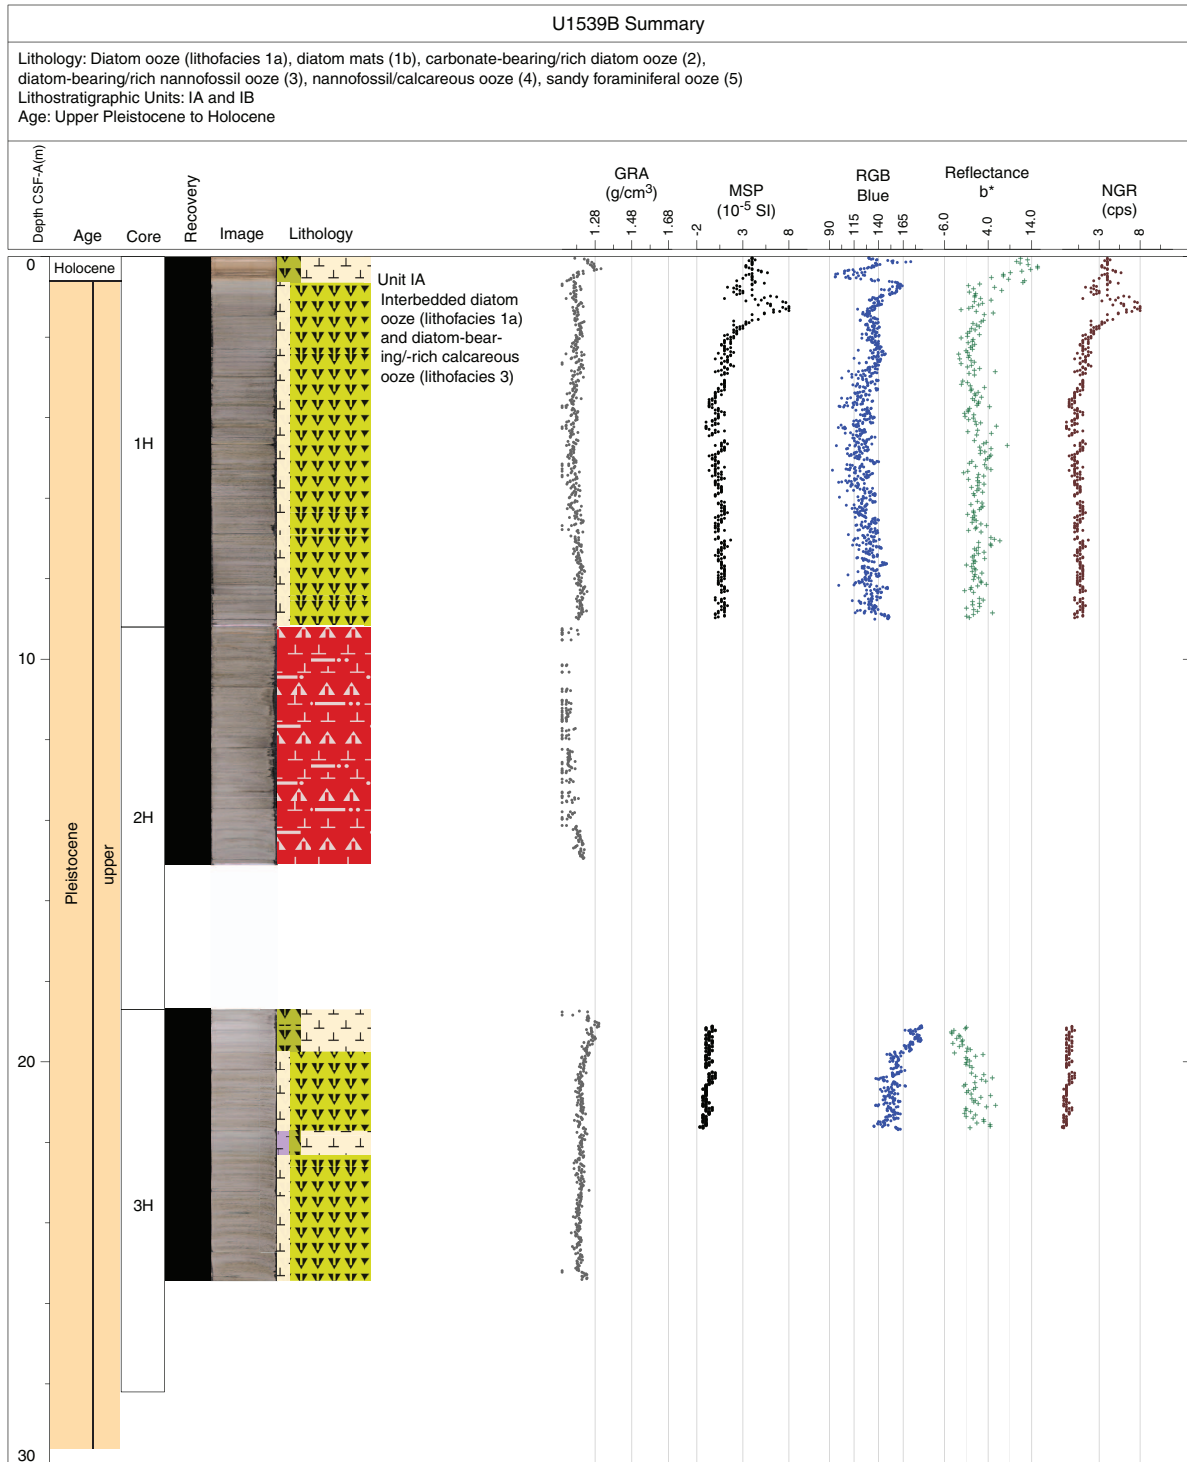 U1539B Summary
Lithology: Diatom ooze (lithofacies 1a), diatom mats (1b), carbonate-bearing/rich diatom ooze (2),
diatom-bearing/rich nannofossil ooze (3), nannofossil/calcareous ooze (4), sandy foraminiferal ooze (5)
Lithostratigraphic Units: IA and IB
Age: Upper Pleistocene to Holocene
Depth CSF-A(m)
Age
Core
Recovery
Image
Lithology
GRA
(g/cm³)
1.28
1.48
1.68
MSP
(10⁻⁵ SI)
-2
3
8
RGB
Blue
90
115
140
165
Reflectance
b*
-6.0
4.0
14.0
NGR
(cps)
3
8
0
Holocene
Unit IA
Interbedded diatom
ooze (lithofacies 1a)
and diatom-bear-
ing/-rich calcareous
ooze (lithofacies 3)
1H
10
2H
Pleistocene
upper
20
3H
30